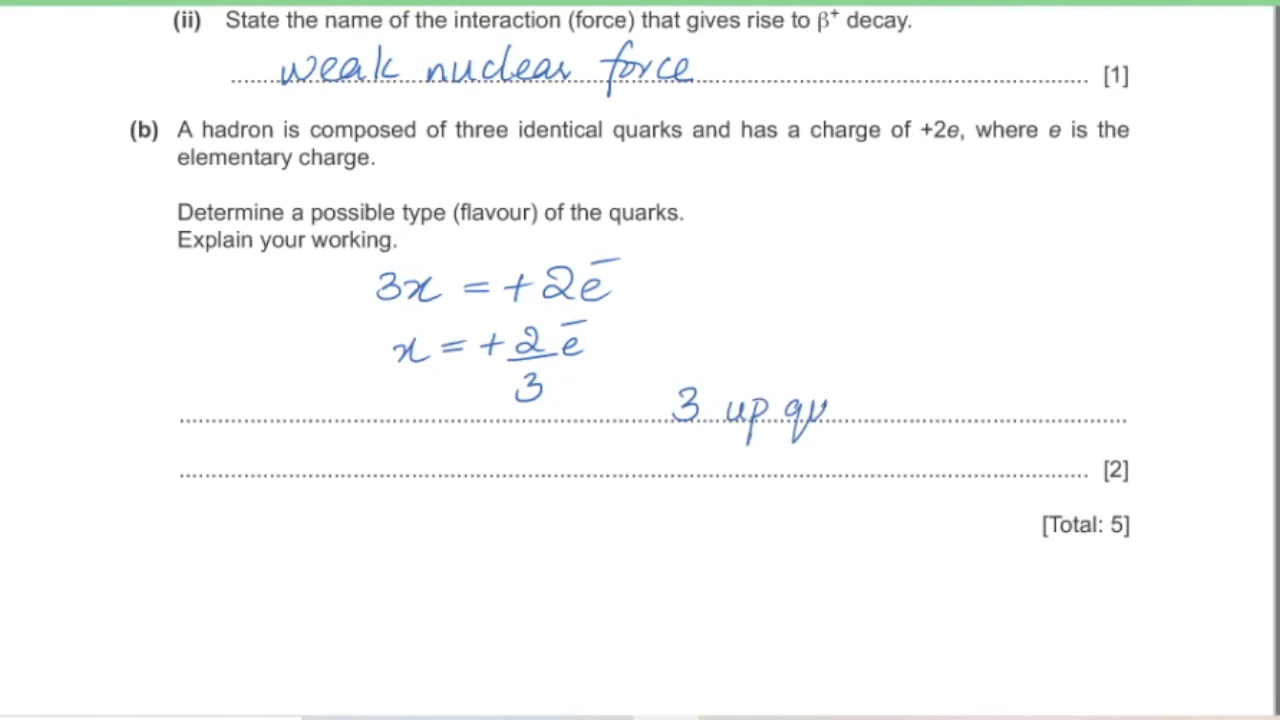 (ii) State the name of the interaction (force) that gives rise to β⁺ decay.
weak nuclear force [1]
(b) A hadron is composed of three identical quarks and has a charge of +2e, where e is the
elementary charge.
Determine a possible type (flavour) of the quarks.
Explain your working.
3x = +2e⁻
x = +2/3 e⁻
3 up qu
[2]
[Total: 5]